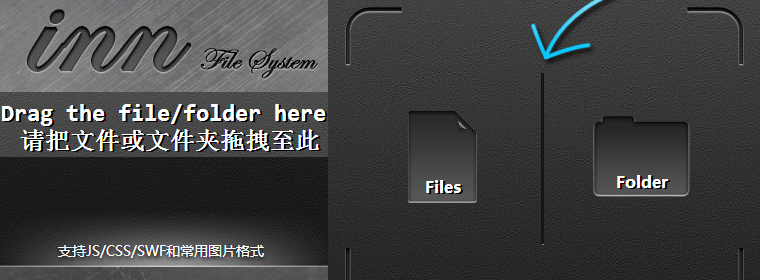 inn File System
Drag the file/folder here
请把文件或文件夹拖拽至此
支持JS/CSS/SWF和常用图片格式
Files
Folder